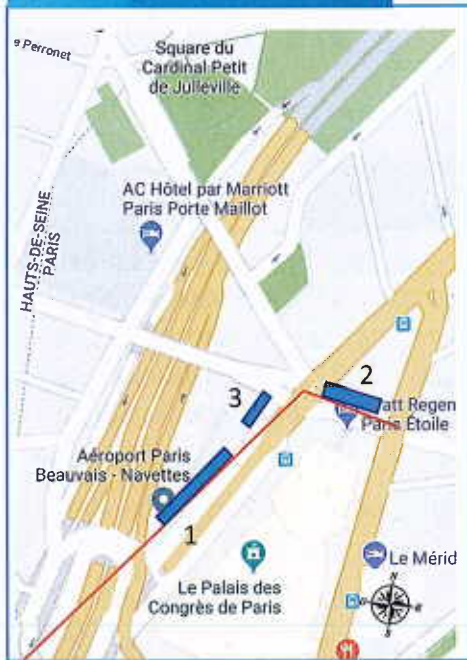 e Perronet
Square du
Cardinal Petit
de Julleville
AC Hôtel par Marriott
Paris Porte Maillot
HAUTS-DE-SEINE
PARIS
2
3
att Regen
Paris Étoile
Aéroport Paris
Beauvais - Navettes
1
Le Palais des
Congrès de Paris
Le Mérid
N